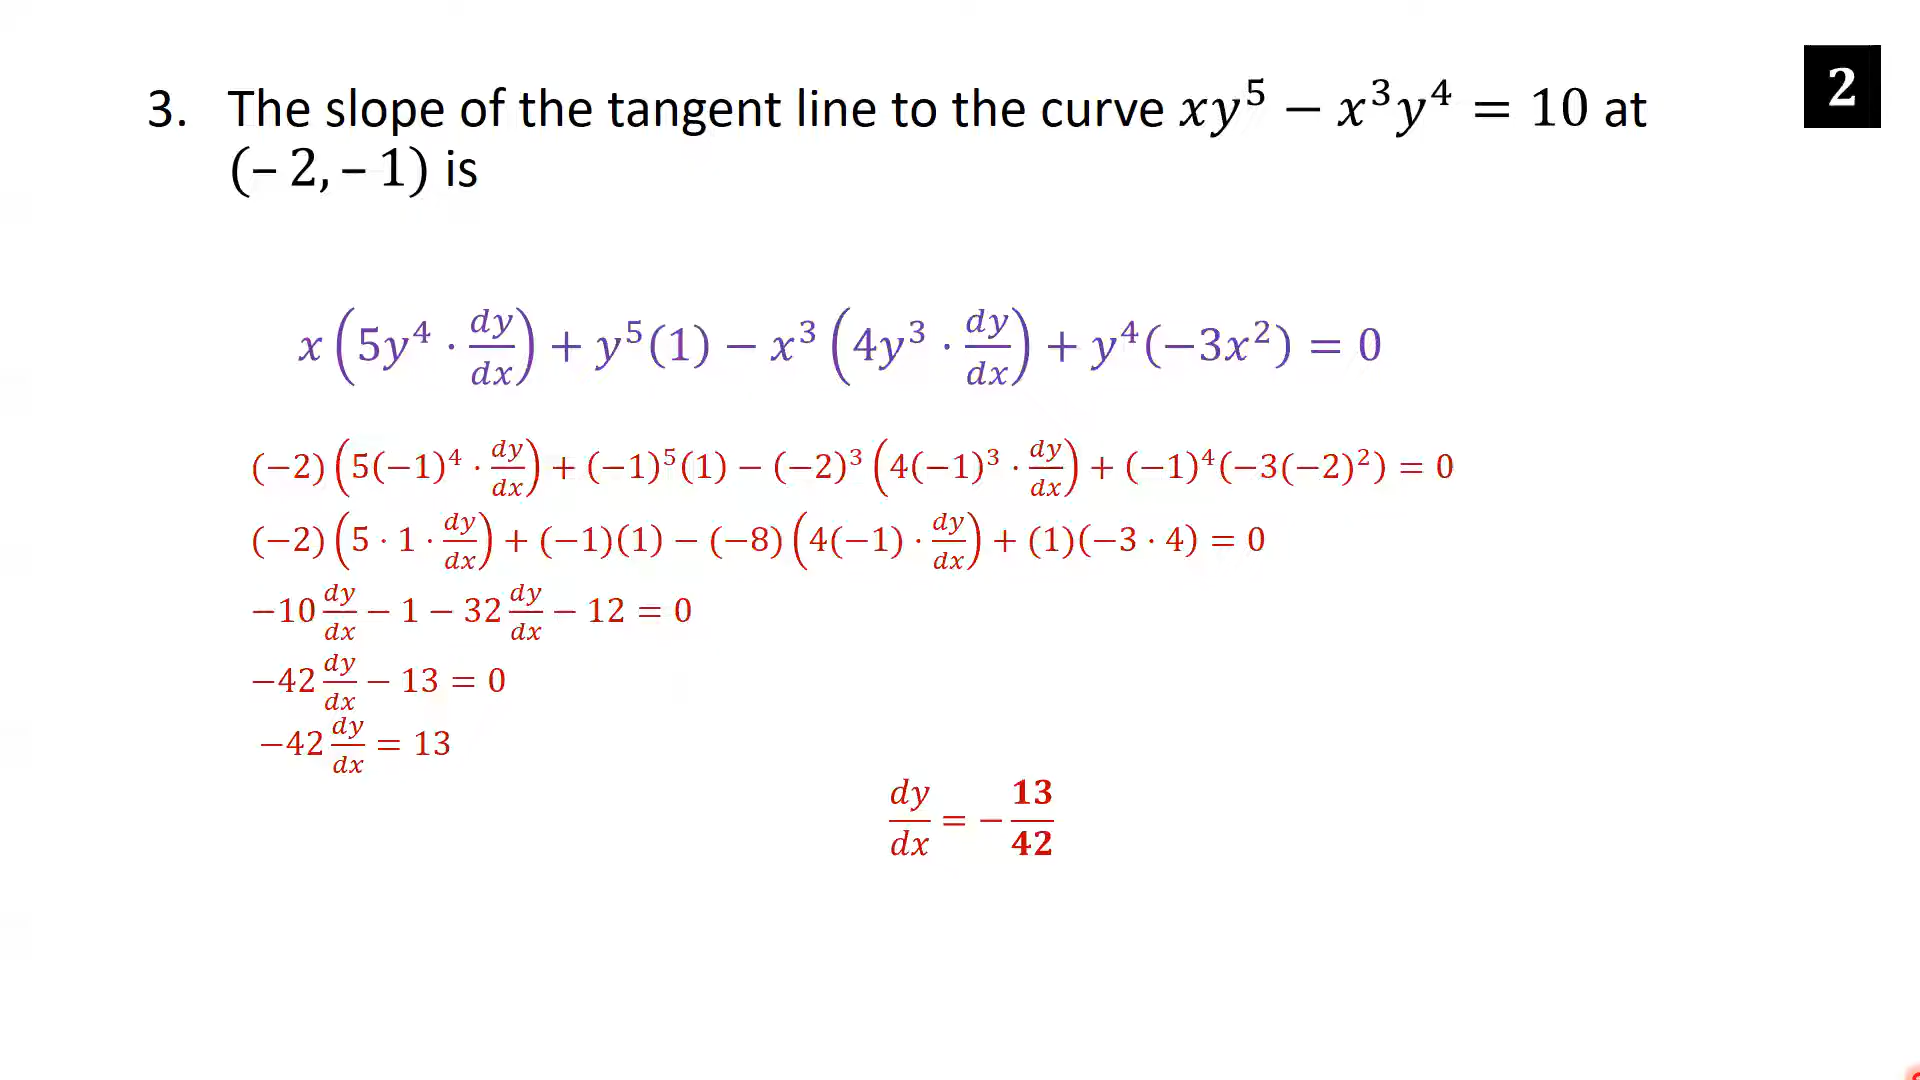 2
3. The slope of the tangent line to the curve xy⁵ − x³y⁴ = 10 at
(– 2, – 1) is
x(5y⁴ · dy/dx) + y⁵(1) − x³(4y³ · dy/dx) + y⁴(−3x²) = 0
(−2)(5(−1)⁴ · dy/dx) + (−1)⁵(1) − (−2)³(4(−1)³ · dy/dx) + (−1)⁴(−3(−2)²) = 0
(−2)(5 · 1 · dy/dx) + (−1)(1) − (−8)(4(−1) · dy/dx) + (1)(−3 · 4) = 0
−10 dy/dx − 1 − 32 dy/dx − 12 = 0
−42 dy/dx − 13 = 0
−42 dy/dx = 13
dy/dx = − 13/42